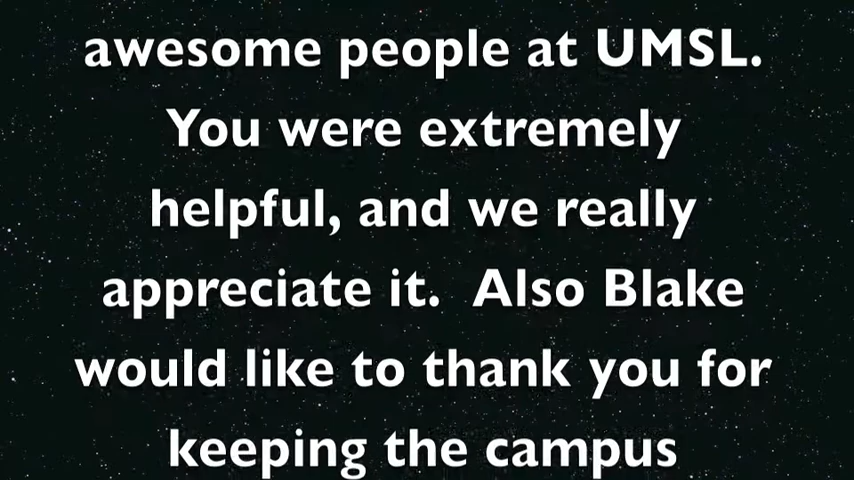 awesome people at UMSL.
You were extremely
helpful, and we really
appreciate it.  Also Blake
would like to thank you for
keeping the campus